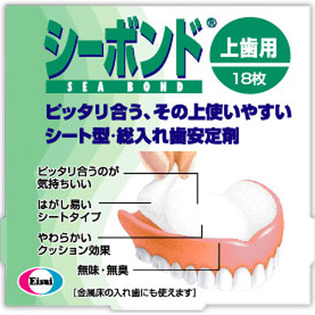 シーボンド®
SEA BOND
上歯用
18枚
ピッタリ合う、その上使いやすい
シート型・総入れ歯安定剤
ピッタリ合うのが
気持ちいい
はがし易い
シートタイプ
やわらかい
クッション効果
無味・無臭
Eisai
[金属床の入れ歯にも使えます]